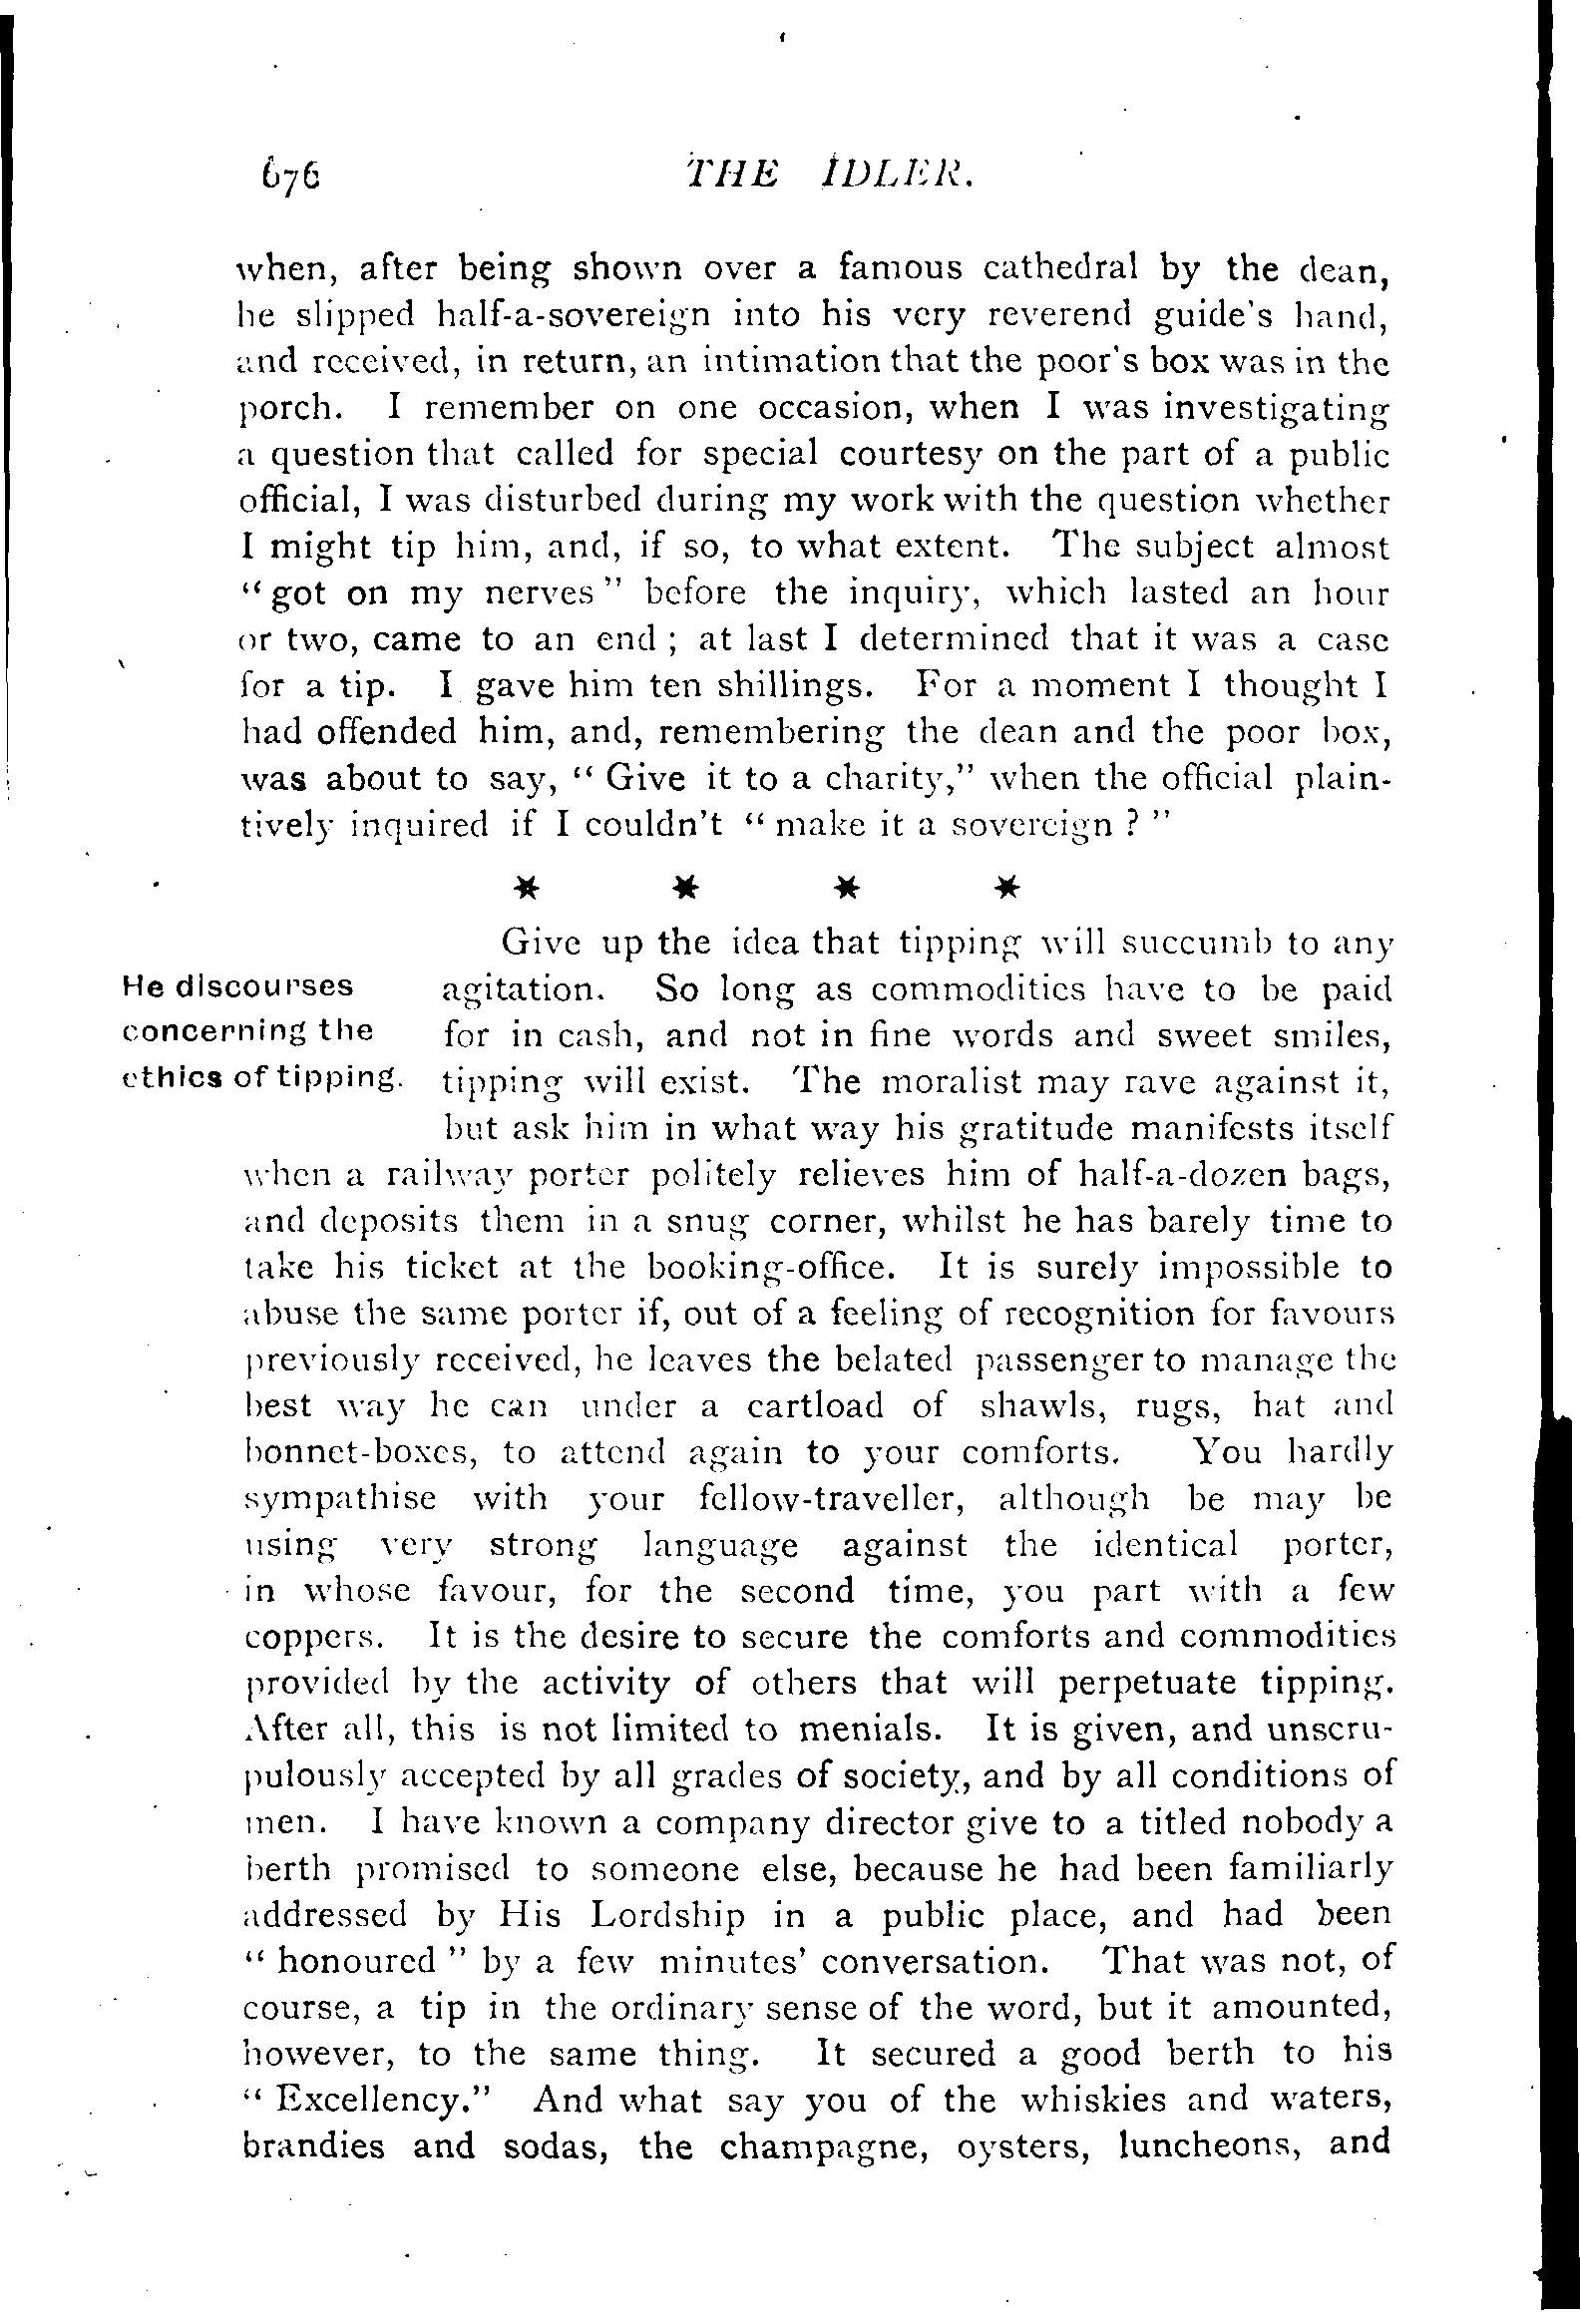 676 THE IDLER.
when, after being shown over a famous cathedral by the dean,
he slipped half-a-sovereign into his very reverend guide's hand,
and received, in return, an intimation that the poor's box was in the
porch. I remember on one occasion, when I was investigating
a question that called for special courtesy on the part of a public
official, I was disturbed during my work with the question whether
I might tip him, and, if so, to what extent. The subject almost
“got on my nerves” before the inquiry, which lasted an hour
or two, came to an end; at last I determined that it was a case
for a tip. I gave him ten shillings. For a moment I thought I
had offended him, and, remembering the dean and the poor box,
was about to say, “Give it to a charity,” when the official plain-
tively inquired if I couldn't “make it a sovereign?”
* * * *
He discourses
concerning the
ethics of tipping.
Give up the idea that tipping will succumb to any
agitation. So long as commodities have to be paid
for in cash, and not in fine words and sweet smiles,
tipping will exist. The moralist may rave against it,
but ask him in what way his gratitude manifests itself
when a railway porter politely relieves him of half-a-dozen bags,
and deposits them in a snug corner, whilst he has barely time to
take his ticket at the booking-office. It is surely impossible to
abuse the same porter if, out of a feeling of recognition for favours
previously received, he leaves the belated passenger to manage the
best way he can under a cartload of shawls, rugs, hat and
bonnet-boxes, to attend again to your comforts. You hardly
sympathise with your fellow-traveller, although be may be
using very strong language against the identical porter,
in whose favour, for the second time, you part with a few
coppers. It is the desire to secure the comforts and commodities
provided by the activity of others that will perpetuate tipping.
After all, this is not limited to menials. It is given, and unscru-
pulously accepted by all grades of society, and by all conditions of
men. I have known a company director give to a titled nobody a
berth promised to someone else, because he had been familiarly
addressed by His Lordship in a public place, and had been
“honoured” by a few minutes' conversation. That was not, of
course, a tip in the ordinary sense of the word, but it amounted,
however, to the same thing. It secured a good berth to his
“Excellency.” And what say you of the whiskies and waters,
brandies and sodas, the champagne, oysters, luncheons, and